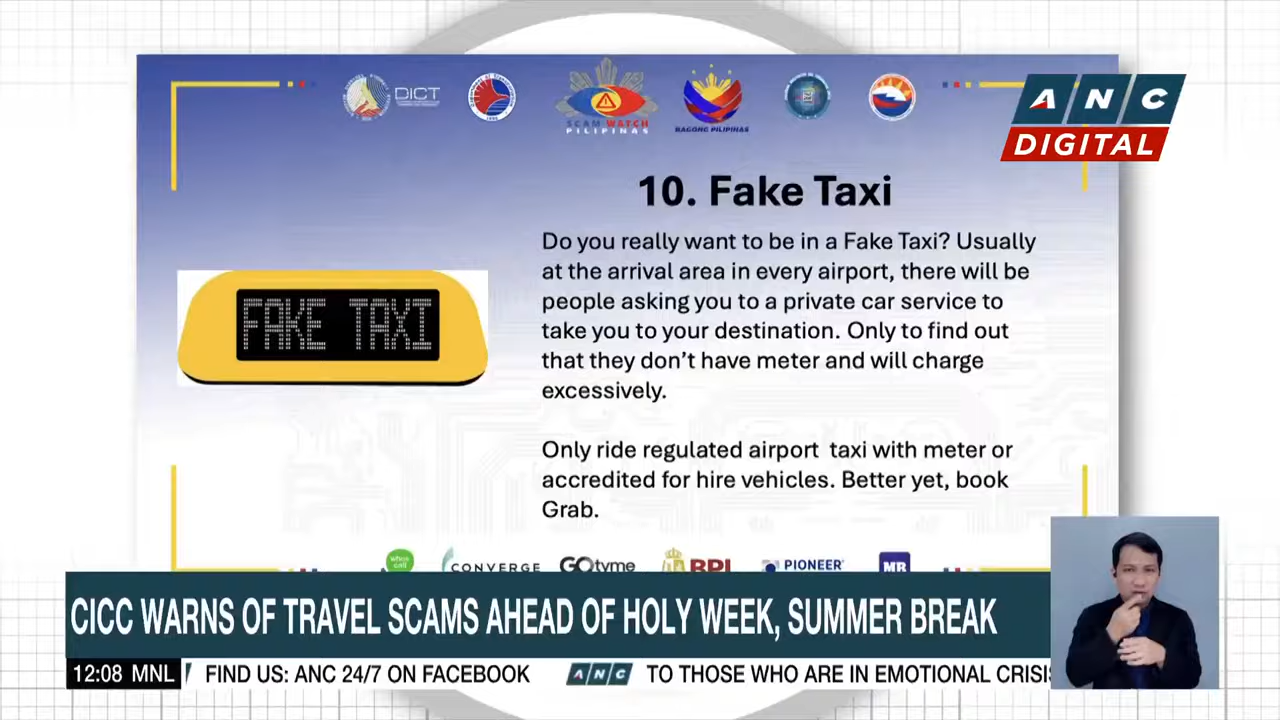 DICT
SCAM WATCH
PILIPINAS
BAGONG PILIPINAS
ANC
DIGITAL
10. Fake Taxi
Do you really want to be in a Fake Taxi? Usually
at the arrival area in every airport, there will be
people asking you to a private car service to
take you to your destination. Only to find out
that they don't have meter and will charge
excessively.
FAKE TAXI
Only ride regulated airport taxi with meter or
accredited for hire vehicles. Better yet, book
Grab.
whos
call
CONVERGE
GOtyme
BPI
PIONEER
MR
CICC WARNS OF TRAVEL SCAMS AHEAD OF HOLY WEEK, SUMMER BREAK
12:08 MNL
FIND US: ANC 24/7 ON FACEBOOK
ANC
TO THOSE WHO ARE IN EMOTIONAL CRISIS